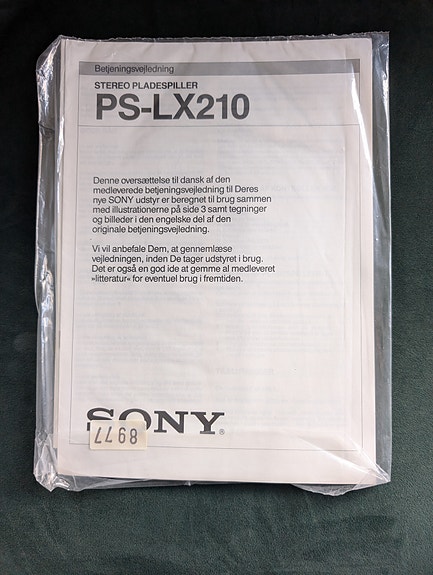 Betjeningsvejledning
STEREO PLADESPILLER
PS-LX210
Denne oversættelse til dansk af den
medleverede betjeningsvejledning til Deres
nye SONY udstyr er beregnet til brug sammen
med illustrationerne på side 3 samt tegninger
og billeder i den engelske del af den
originale betjeningsvejledning.
Vi vil anbefale Dem, at gennemlæse
vejledningen, inden De tager udstyret i brug.
Det er også en god ide at gemme al medleveret
»litteratur« for eventuel brug i fremtiden.
SONY®
8977